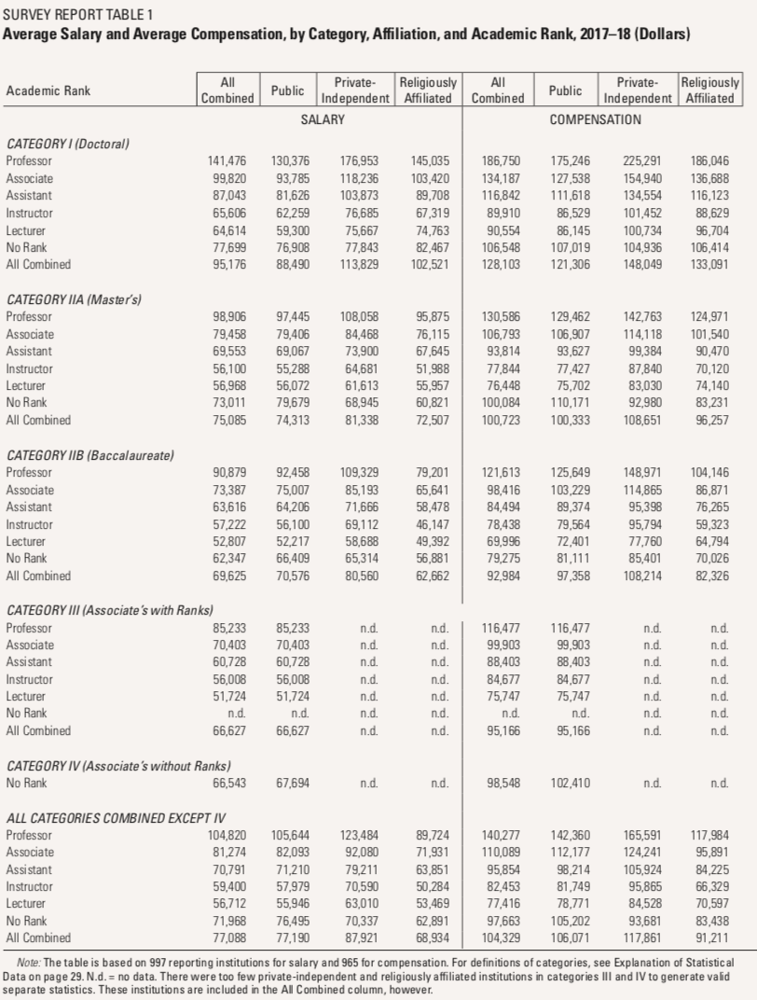 SURVEY REPORT TABLE 1
Average Salary and Average Compensation, by Category, Affiliation, and Academic Rank, 2017–18 (Dollars)
Academic Rank All Combined Public Private-Independent Religiously Affiliated All Combined Public Private-Independent Religiously Affiliated
SALARY COMPENSATION
CATEGORY I (Doctoral)
Professor 141,476 130,376 176,953 145,035 186,750 175,246 225,291 186,046
Associate 99,820 93,785 118,236 103,420 134,187 127,538 154,940 136,688
Assistant 87,043 81,626 103,873 89,708 116,842 111,618 134,554 116,123
Instructor 65,606 62,259 76,685 67,319 89,910 86,529 101,452 88,629
Lecturer 64,614 59,300 75,667 74,763 90,554 86,145 100,734 96,704
No Rank 77,699 76,908 77,843 82,467 106,548 107,019 104,936 106,414
All Combined 95,176 88,490 113,829 102,521 128,103 121,306 148,049 133,091
CATEGORY IIA (Master's)
Professor 98,906 97,445 108,058 95,875 130,586 129,462 142,763 124,971
Associate 79,458 79,406 84,468 76,115 106,793 106,907 114,118 101,540
Assistant 69,553 69,067 73,900 67,645 93,814 93,627 99,384 90,470
Instructor 56,100 55,288 64,681 51,988 77,844 77,427 87,840 70,120
Lecturer 56,968 56,072 61,613 55,957 76,448 75,702 83,030 74,140
No Rank 73,011 79,679 68,945 60,821 100,084 110,171 92,980 83,231
All Combined 75,085 74,313 81,338 72,507 100,723 100,333 108,651 96,257
CATEGORY IIB (Baccalaureate)
Professor 90,879 92,458 109,329 79,201 121,613 125,649 148,971 104,146
Associate 73,387 75,007 85,193 65,641 98,416 103,229 114,865 86,871
Assistant 63,616 64,206 71,666 58,478 84,494 89,374 95,398 76,265
Instructor 57,222 56,100 69,112 46,147 78,438 79,564 95,794 59,323
Lecturer 52,807 52,217 58,688 49,392 69,996 72,401 77,760 64,794
No Rank 62,347 66,409 65,314 56,881 79,275 81,111 85,401 70,026
All Combined 69,625 70,576 80,560 62,662 92,984 97,358 108,214 82,326
CATEGORY III (Associate's with Ranks)
Professor 85,233 85,233 n.d. n.d. 116,477 116,477 n.d. n.d.
Associate 70,403 70,403 n.d. n.d. 99,903 99,903 n.d. n.d.
Assistant 60,728 60,728 n.d. n.d. 88,403 88,403 n.d. n.d.
Instructor 56,008 56,008 n.d. n.d. 84,677 84,677 n.d. n.d.
Lecturer 51,724 51,724 n.d. n.d. 75,747 75,747 n.d. n.d.
No Rank n.d. n.d. n.d. n.d. n.d. n.d. n.d. n.d.
All Combined 66,627 66,627 n.d. n.d. 95,166 95,166 n.d. n.d.
CATEGORY IV (Associate's without Ranks)
No Rank 66,543 67,694 n.d. n.d. 98,548 102,410 n.d. n.d.
ALL CATEGORIES COMBINED EXCEPT IV
Professor 104,820 105,644 123,484 89,724 140,277 142,360 165,591 117,984
Associate 81,274 82,093 92,080 71,931 110,089 112,177 124,241 95,891
Assistant 70,791 71,210 79,211 63,851 95,854 98,214 105,924 84,225
Instructor 59,400 57,979 70,590 50,284 82,453 81,749 95,865 66,329
Lecturer 56,712 55,946 63,010 53,469 77,416 78,771 84,528 70,597
No Rank 71,968 76,495 70,337 62,891 97,663 105,202 93,681 83,438
All Combined 77,088 77,190 87,921 68,934 104,329 106,071 117,861 91,211
Note: The table is based on 997 reporting institutions for salary and 965 for compensation. For definitions of categories, see Explanation of Statistical
Data on page 29. N.d. = no data. There were too few private-independent and religiously affiliated institutions in categories III and IV to generate valid
separate statistics. These institutions are included in the All Combined column, however.